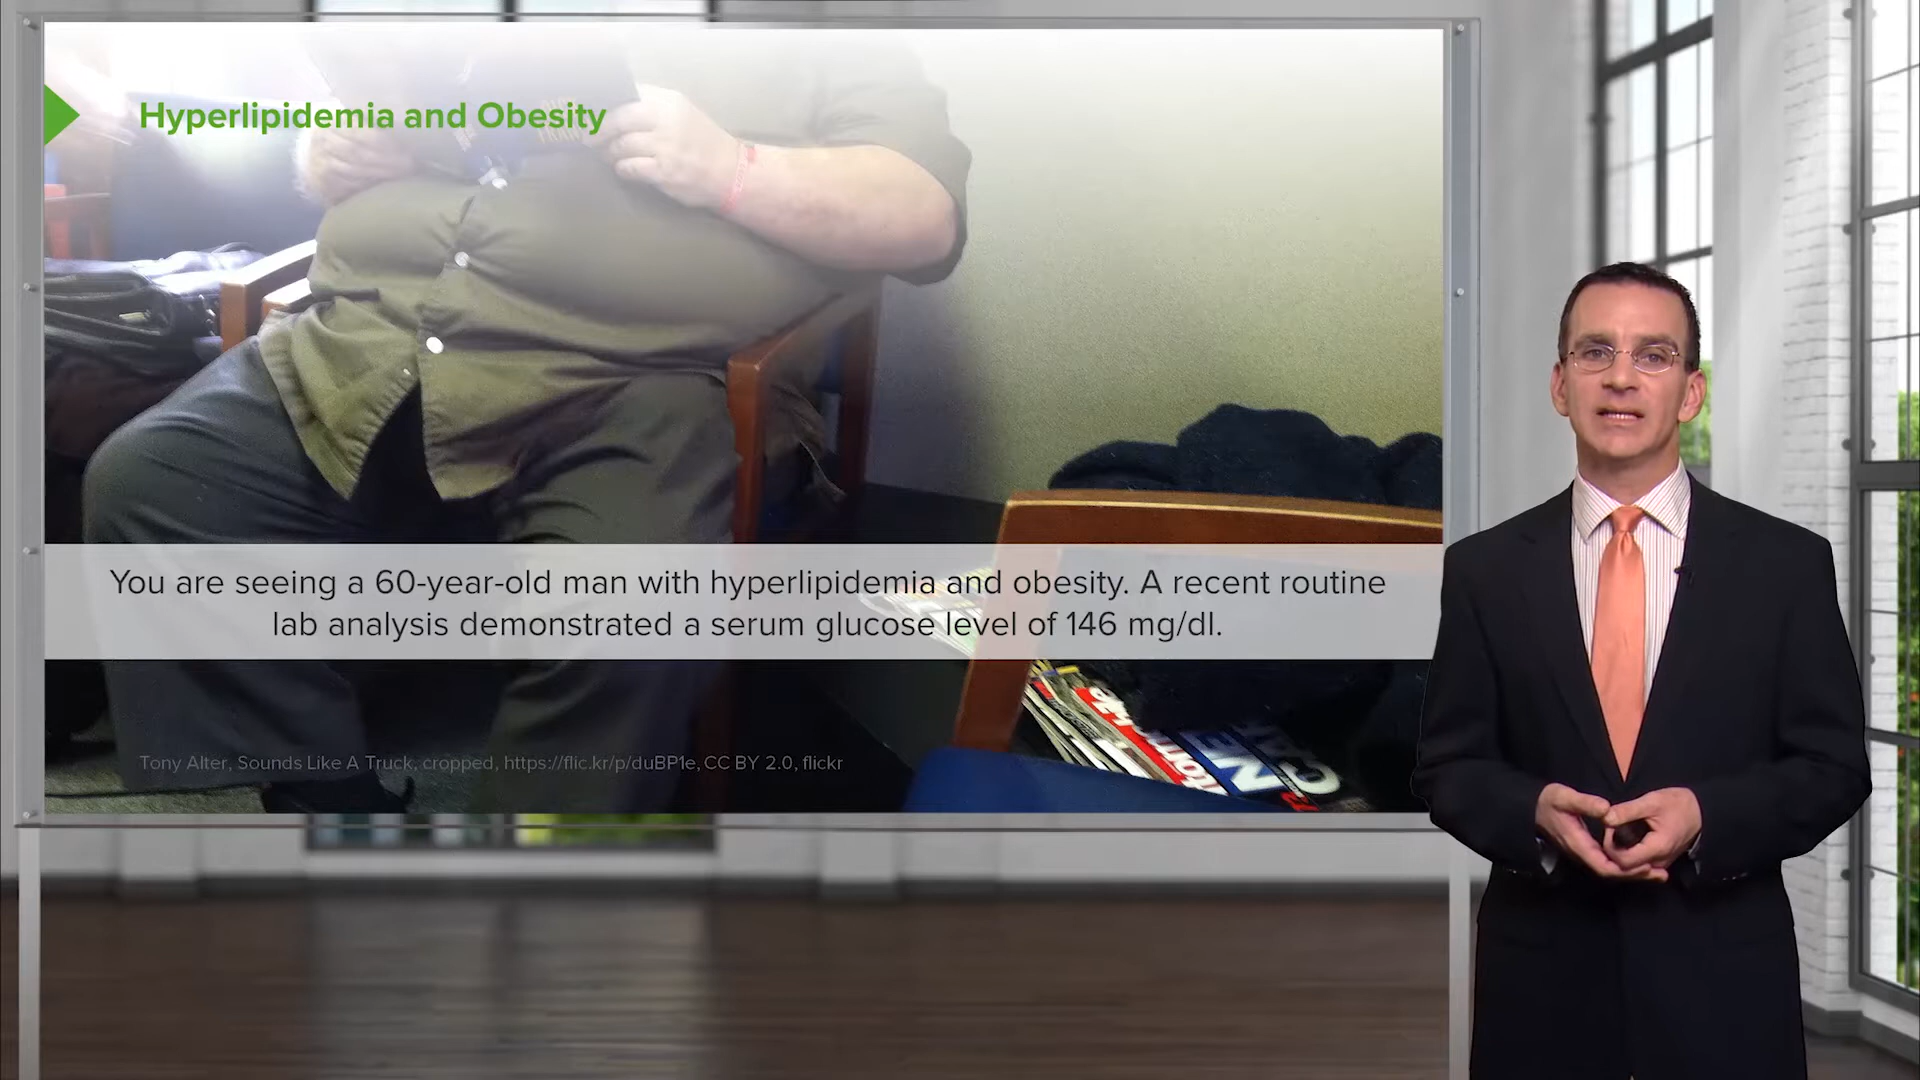 Hyperlipidemia and Obesity
You are seeing a 60-year-old man with hyperlipidemia and obesity. A recent routine
lab analysis demonstrated a serum glucose level of 146 mg/dl.
Tony Alter, Sounds Like A Truck, cropped, https://flic.kr/p/duBP1e, CC BY 2.0, flickr